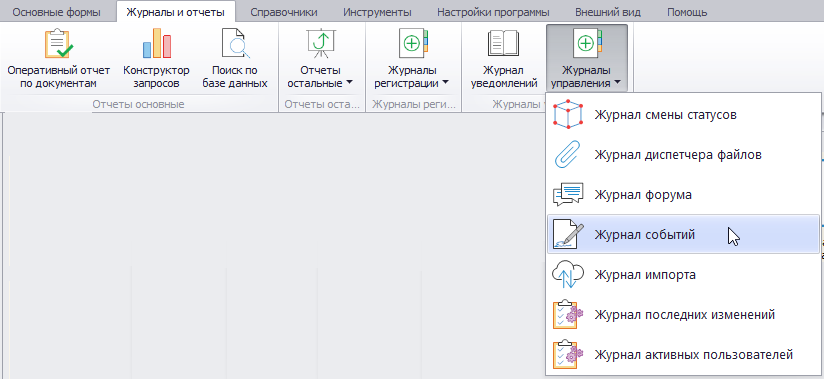 Основные формы Журналы и отчеты Справочники Инструменты Настройки программы Внешний вид Помощь
Оперативный отчет по документам
Конструктор запросов
Поиск по базе данных
Отчеты остальные
Журналы регистрации
Журнал уведомлений
Журналы управления
Отчеты основные Отчеты оста... Журналы реги... Журналы
Журнал смены статусов
Журнал диспетчера файлов
Журнал форума
Журнал событий
Журнал импорта
Журнал последних изменений
Журнал активных пользователей